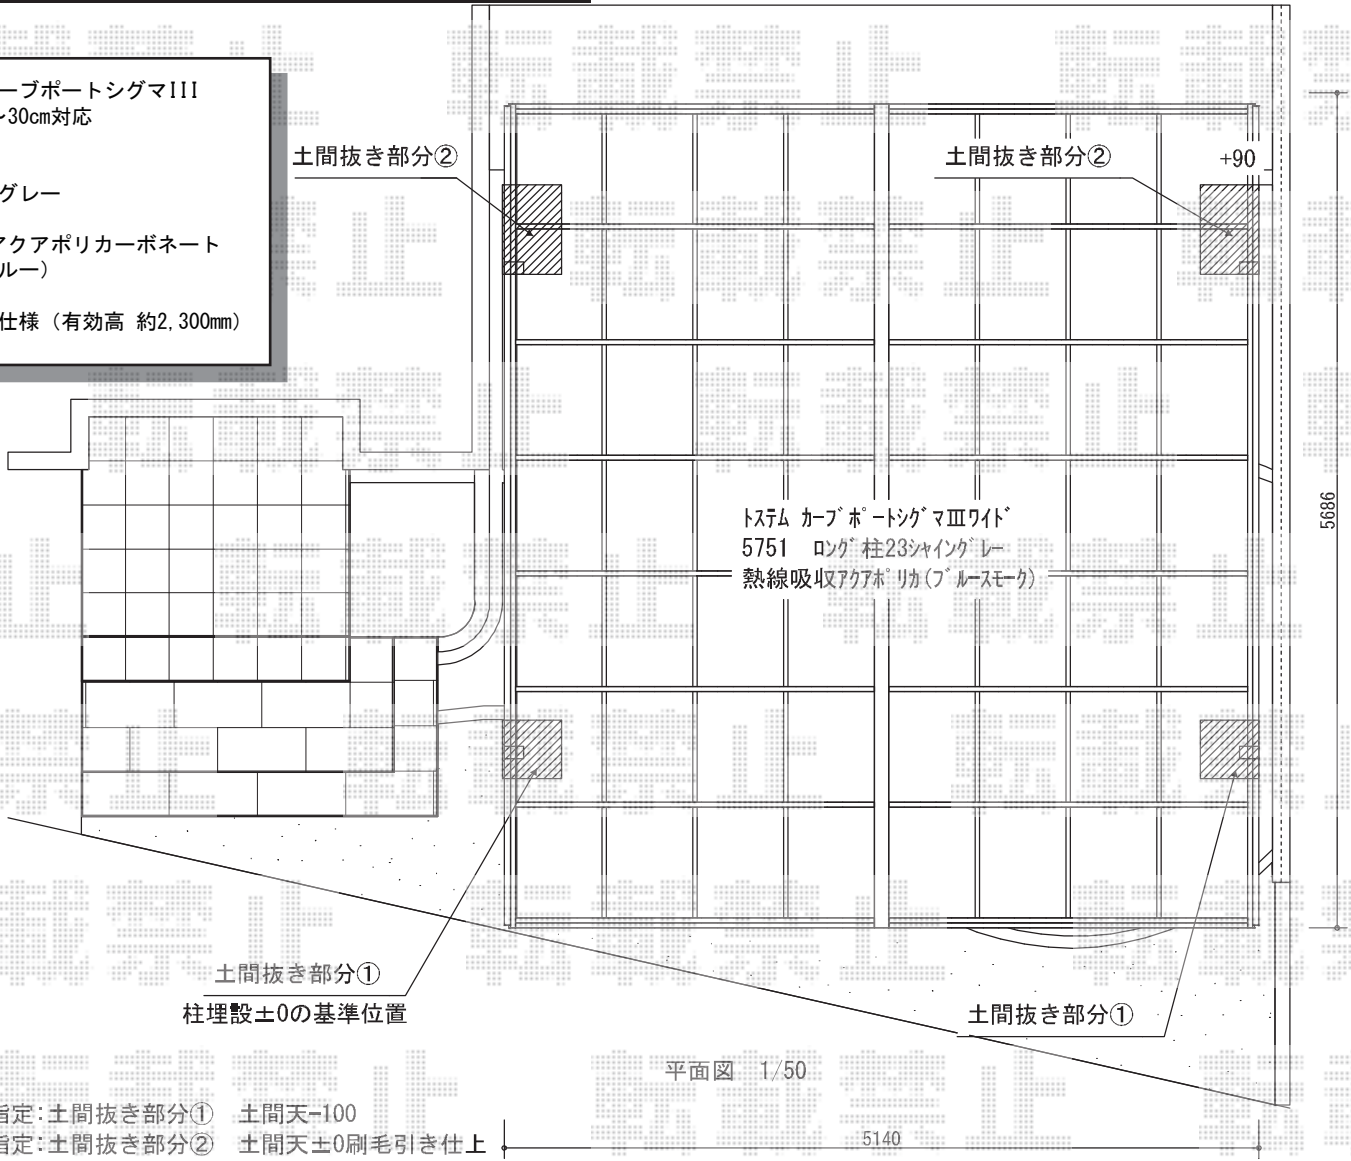 ーブポートシグマIII
~30cm対応
グレー
アクアポリカーボネート
ルー)
仕様(有効高 約2,300mm)
土間抜き部分②
土間抜き部分②
+90
トステム カーブポートシグマⅢワイド
5751 ロング柱23シャイングレー
熱線吸収アクアポリカ(ブルースモーク)
5686
土間抜き部分①
柱埋設±0の基準位置
土間抜き部分①
平面図 1/50
指定:土間抜き部分① 土間天-100
指定:土間抜き部分② 土間天±0刷毛引き仕上
5140
転載禁止